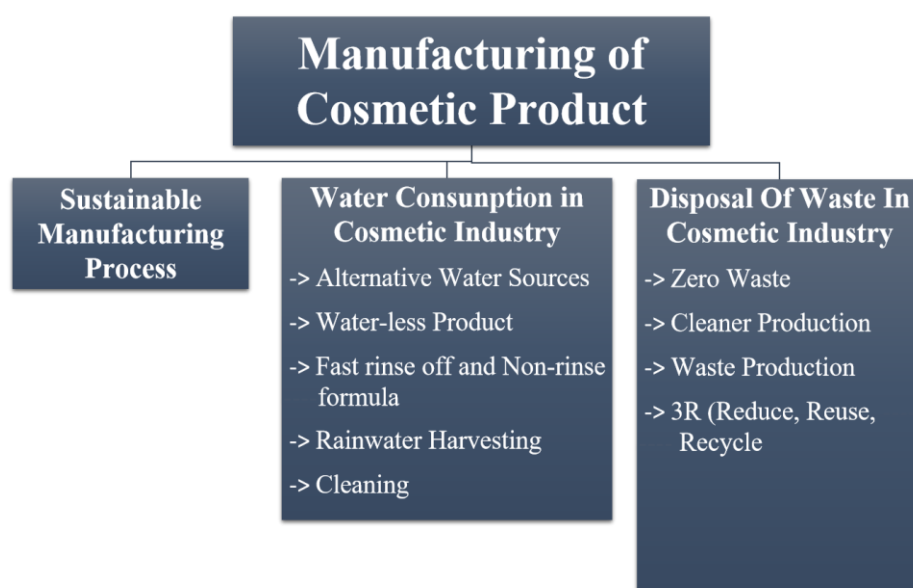 Manufacturing of
Cosmetic Product
Sustainable
Manufacturing
Process
Water Consunption in
Cosmetic Industry
-> Alternative Water Sources
-> Water-less Product
-> Fast rinse off and Non-rinse
formula
-> Rainwater Harvesting
-> Cleaning
Disposal Of Waste In
Cosmetic Industry
-> Zero Waste
-> Cleaner Production
-> Waste Production
-> 3R (Reduce, Reuse,
Recycle